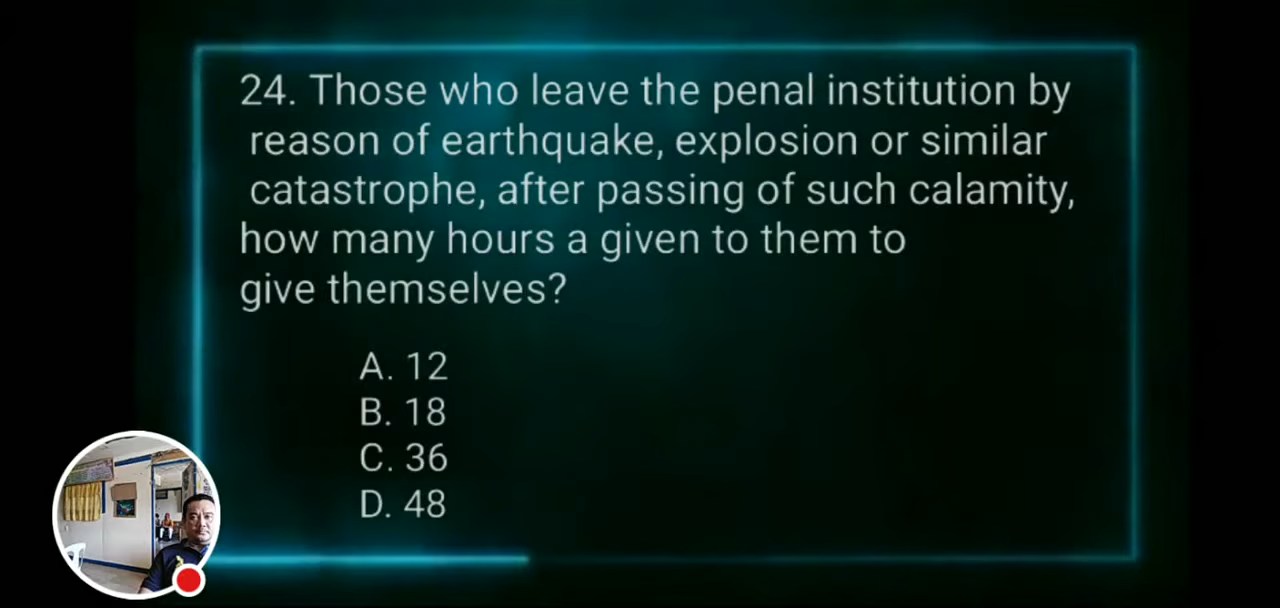 24. Those who leave the penal institution by
reason of earthquake, explosion or similar
catastrophe, after passing of such calamity,
how many hours a given to them to
give themselves?
A. 12
B. 18
C. 36
D. 48